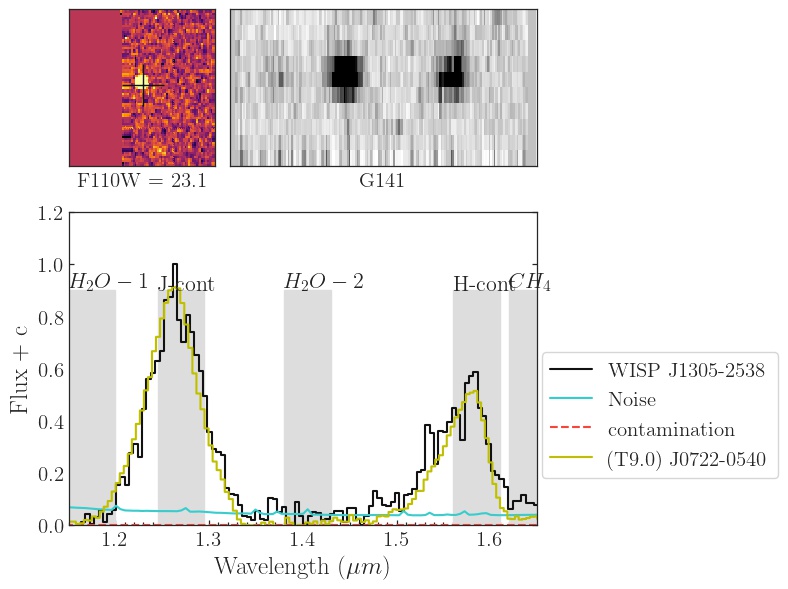 F110W = 23.1
G141
1.2
1.0
0.8
0.6
0.4
0.2
0.0
Flux + c
H₂O − 1
J-cont
H₂O − 2
H-cont
CH₄
WISP J1305-2538
Noise
contamination
(T9.0) J0722-0540
1.2
1.3
1.4
1.5
1.6
Wavelength (μm)